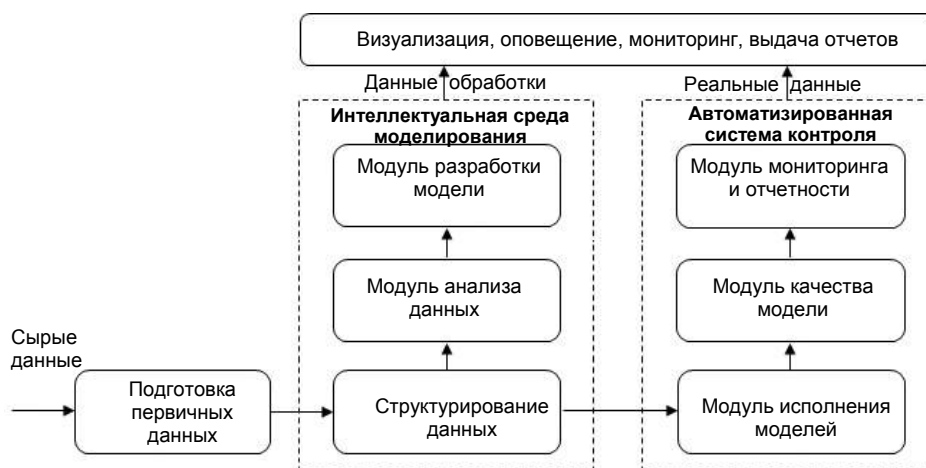 Визуализация, оповещение, мониторинг, выдача отчетов
Данные обработки
Реальные данные
Интеллектуальная среда
моделирования
Модуль разработки
модели
Модуль анализа
данных
Структурирование
данных
Автоматизированная
система контроля
Модуль мониторинга
и отчетности
Модуль качества
модели
Модуль исполнения
моделей
Сырые
данные
Подготовка
первичных
данных